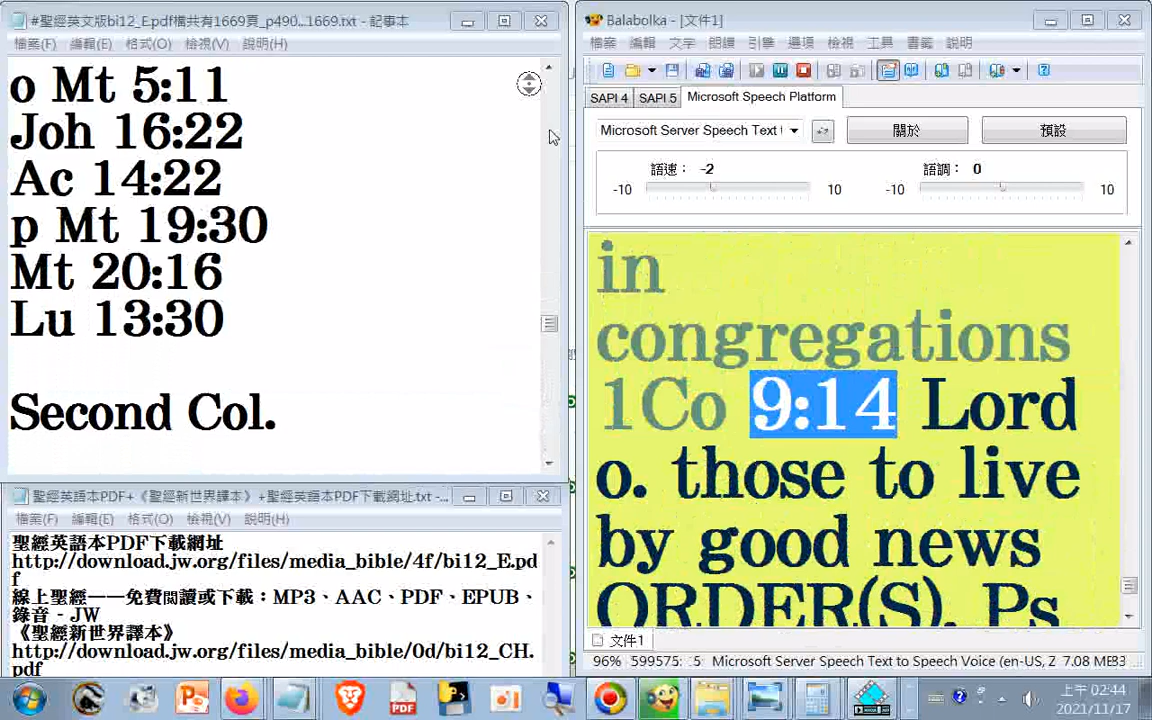 #聖經英文版bi12_E.pdf檔共有1669頁_p490...1669.txt - 記事本
檔案(F) 編輯(E) 格式(O) 檢視(V) 說明(H)
o Mt 5:11
Joh 16:22
Ac 14:22
p Mt 19:30
Mt 20:16
Lu 13:30
Second Col.
聖經英語本PDF+《聖經新世界譯本》+聖經英語本PDF下載網址.txt -...
檔案(F) 編輯(E) 格式(O) 檢視(V) 說明(H)
聖經英語本PDF下載網址
http://download.jw.org/files/media_bible/4f/bi12_E.pd
f
線上聖經——免費閱讀或下載：MP3、AAC、PDF、EPUB、
錄音 - JW
《聖經新世界譯本》
http://download.jw.org/files/media_bible/0d/bi12_CH.
pdf
Balabolka - [文件1]
檔案 編輯 文字 朗讀 引擎 選項 檢視 工具 書籤 說明
SAPI 4 SAPI 5 Microsoft Speech Platform
Microsoft Server Speech Text 關於 預設
語速： -2 語調： 0
-10 10 -10 10
in
congregations
1Co 9:14 Lord
o. those to live
by good news
ORDER(S), Ps
文件1
96% 599575: 5 Microsoft Server Speech Text to Speech Voice (en-US, Z 7.08 MB
上午 02:44
2021/11/17